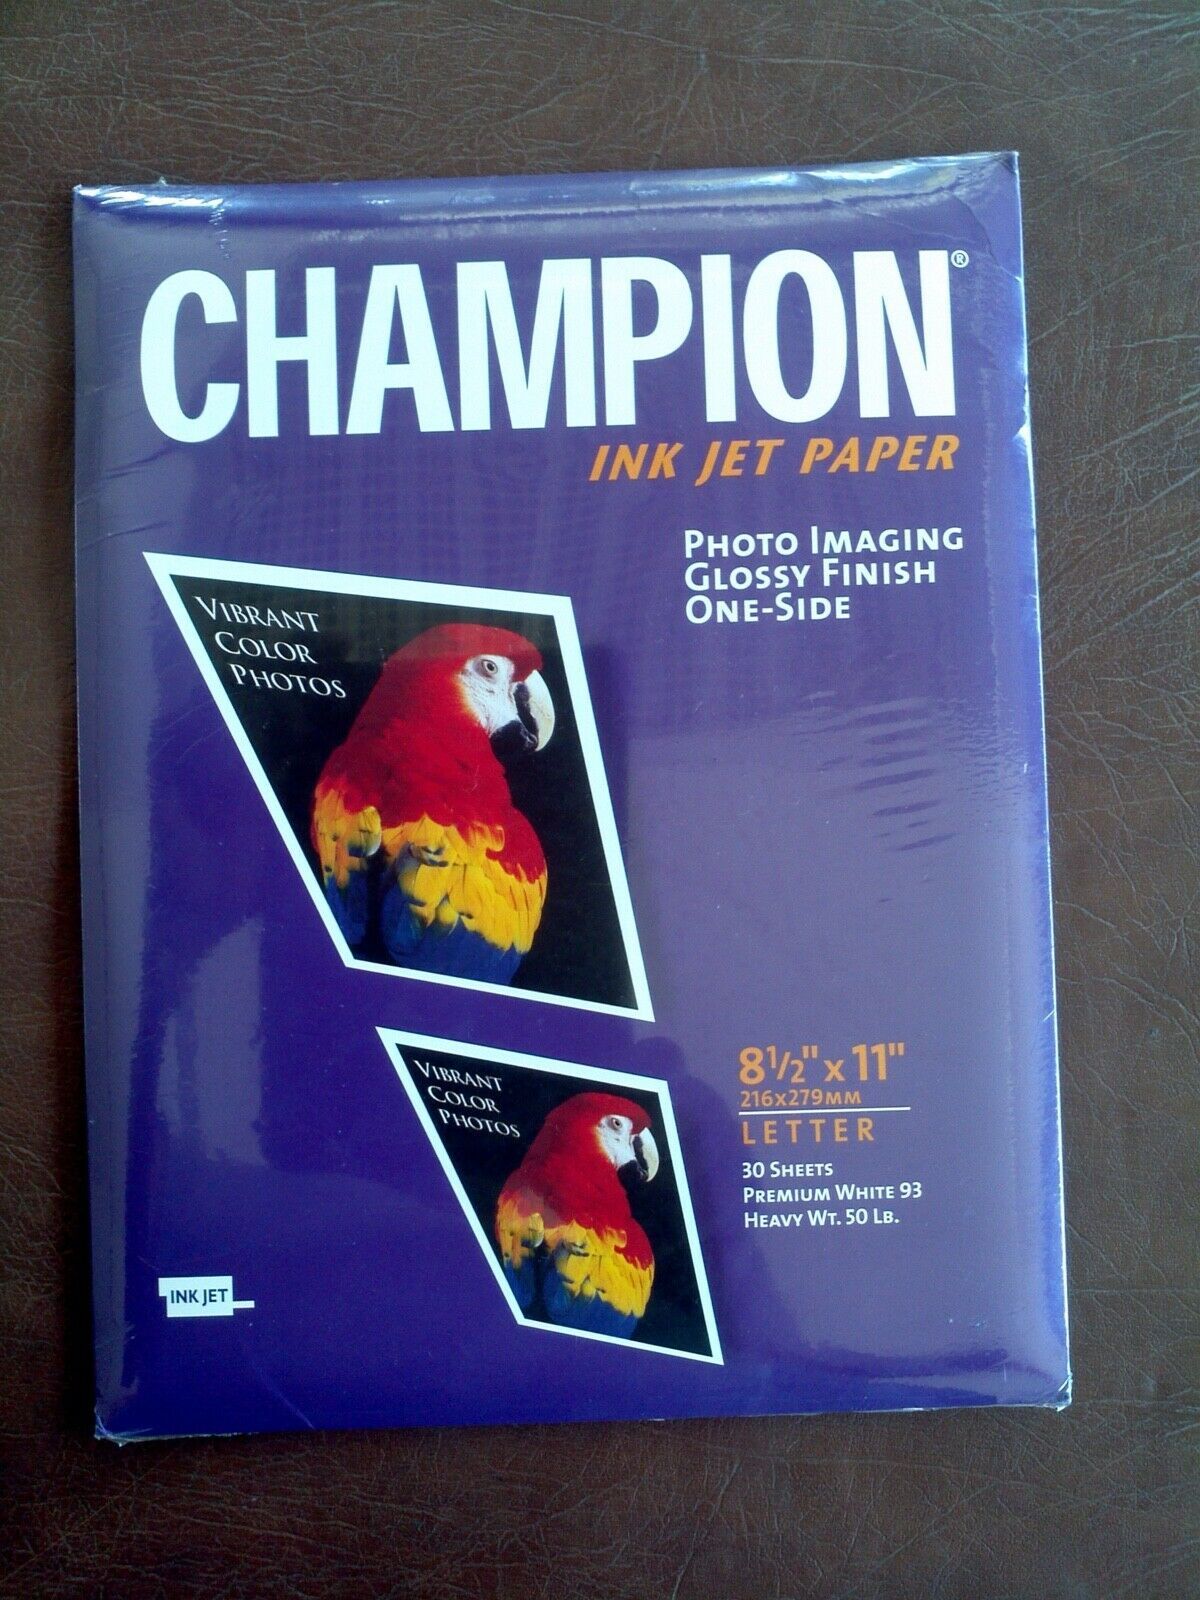 CHAMPION®
INK JET PAPER
PHOTO IMAGING
GLOSSY FINISH
ONE-SIDE
VIBRANT
COLOR
PHOTOS
VIBRANT
COLOR
PHOTOS
8½" x 11"
216x279MM
LETTER
30 SHEETS
PREMIUM WHITE 93
HEAVY WT. 50 LB.
INK JET